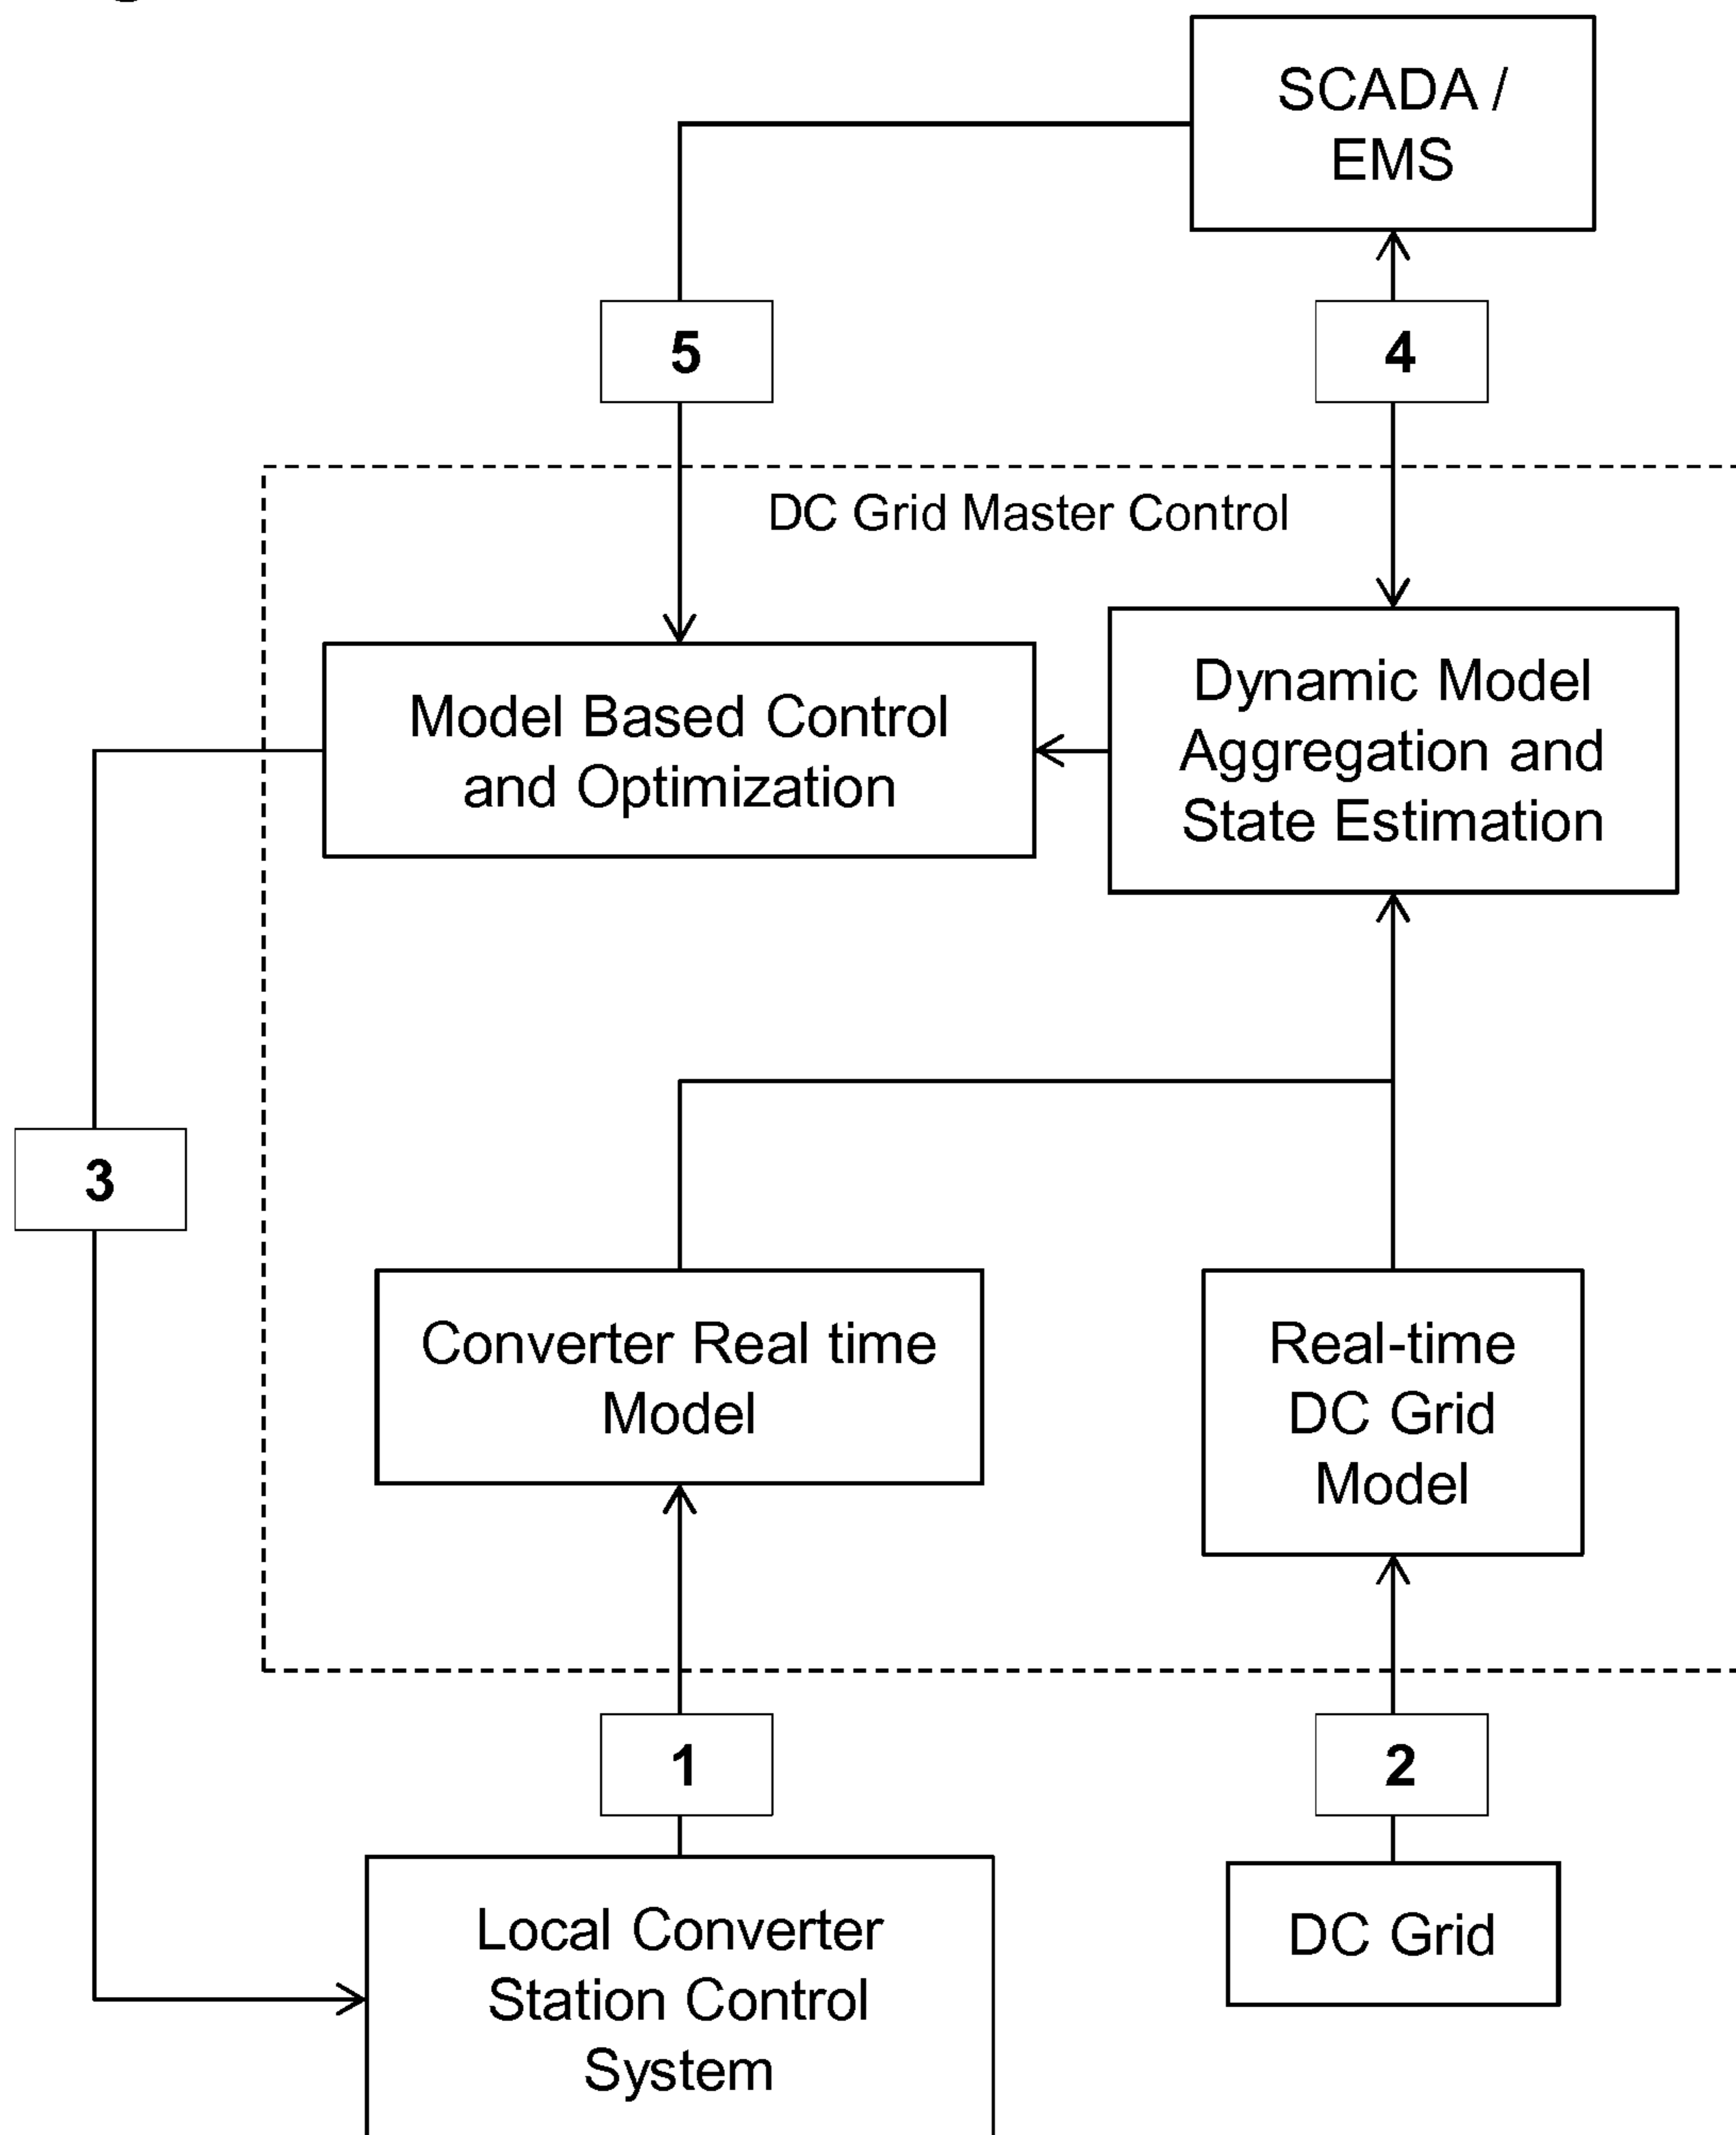 SCADA /
EMS
5
4
DC Grid Master Control
Model Based Control
and Optimization
Dynamic Model
Aggregation and
State Estimation
3
Converter Real time
Model
Real-time
DC Grid
Model
1
2
Local Converter
Station Control
System
DC Grid